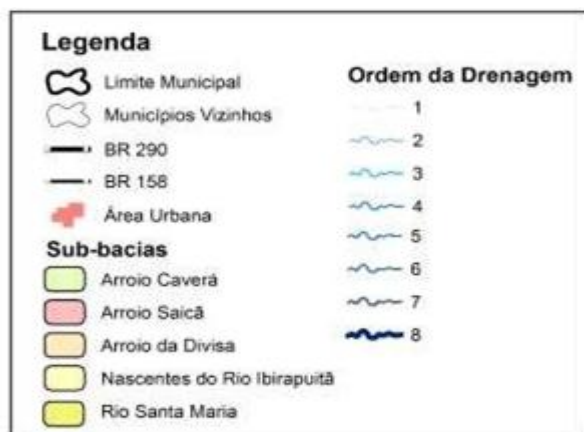 Legenda
Limite Municipal
Municípios Vizinhos
BR 290
BR 158
Área Urbana
Sub-bacias
Arroio Caverá
Arroio Saicã
Arroio da Divisa
Nascentes do Rio Ibirapuitã
Rio Santa Maria
Ordem da Drenagem
1
2
3
4
5
6
7
8